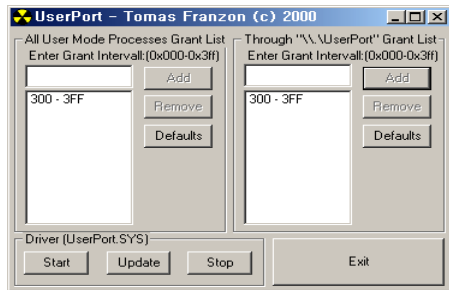 UserPort – Tomas Franzon (c) 2000
All User Mode Processes Grant List
Enter Grant Intervall:(0x000-0x3ff)
Add
300 - 3FF
Remove
Defaults
Through "\\.\UserPort" Grant List
Enter Grant Intervall:(0x000-0x3ff)
Add
300 - 3FF
Remove
Defaults
Driver (UserPort.SYS)
Start Update Stop
Exit